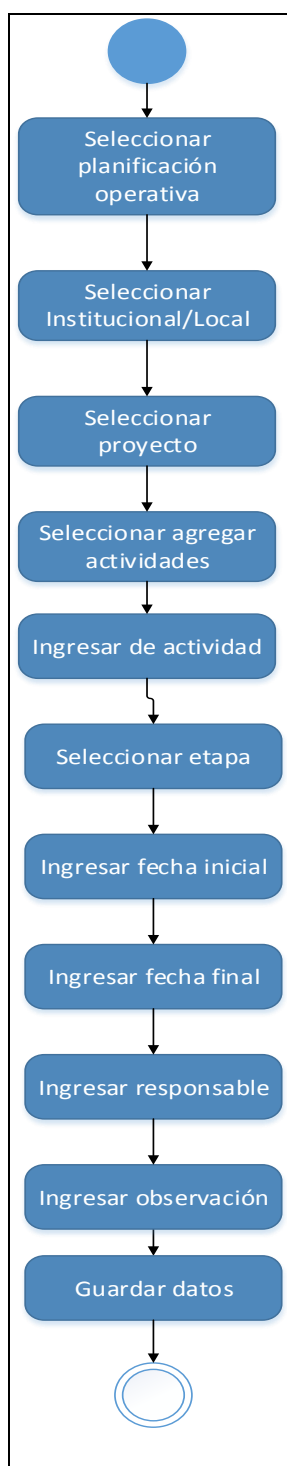 Seleccionar
planificación
operativa
Seleccionar
Institucional/Local
Seleccionar
proyecto
Seleccionar agregar
actividades
Ingresar de actividad
Seleccionar etapa
Ingresar fecha inicial
Ingresar fecha final
Ingresar responsable
Ingresar observación
Guardar datos